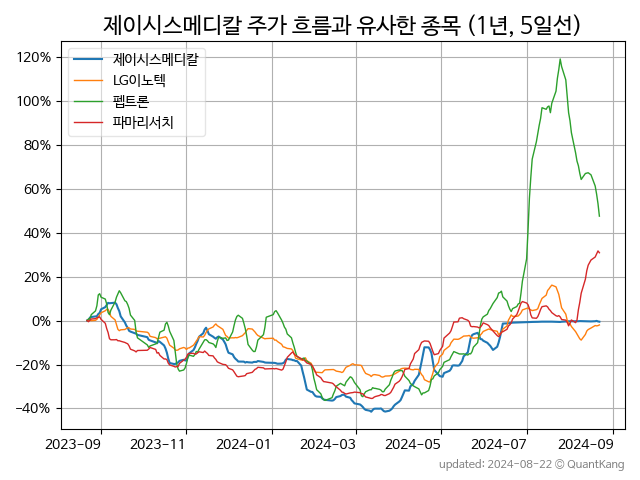 제이시스메디칼 주가 흐름과 유사한 종목 (1년, 5일선)
제이시스메디칼
LG이노텍
펩트론
파마리서치
120%
100%
80%
60%
40%
20%
0%
−20%
−40%
2023-09 2023-11 2024-01 2024-03 2024-05 2024-07 2024-09
updated: 2024-08-22 © QuantKang